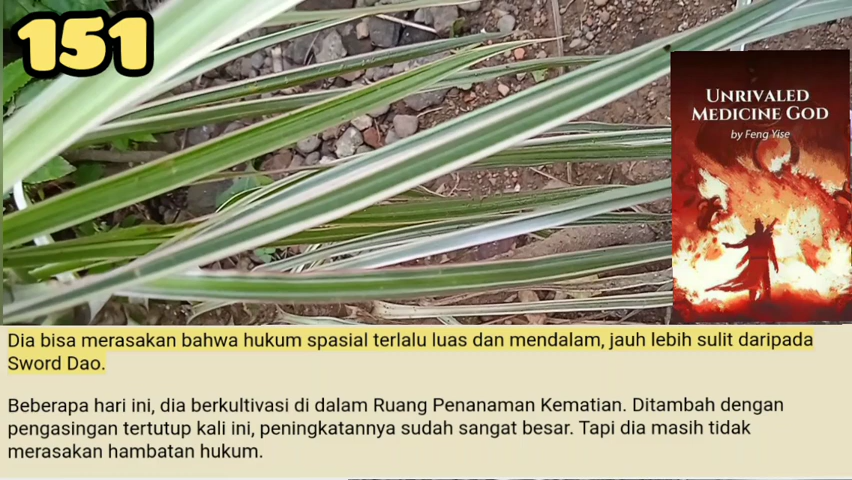 151
UNRIVALED
MEDICINE GOD
by Feng Yise
Dia bisa merasakan bahwa hukum spasial terlalu luas dan mendalam, jauh lebih sulit daripada
Sword Dao.
Beberapa hari ini, dia berkultivasi di dalam Ruang Penanaman Kematian. Ditambah dengan
pengasingan tertutup kali ini, peningkatannya sudah sangat besar. Tapi dia masih tidak
merasakan hambatan hukum.